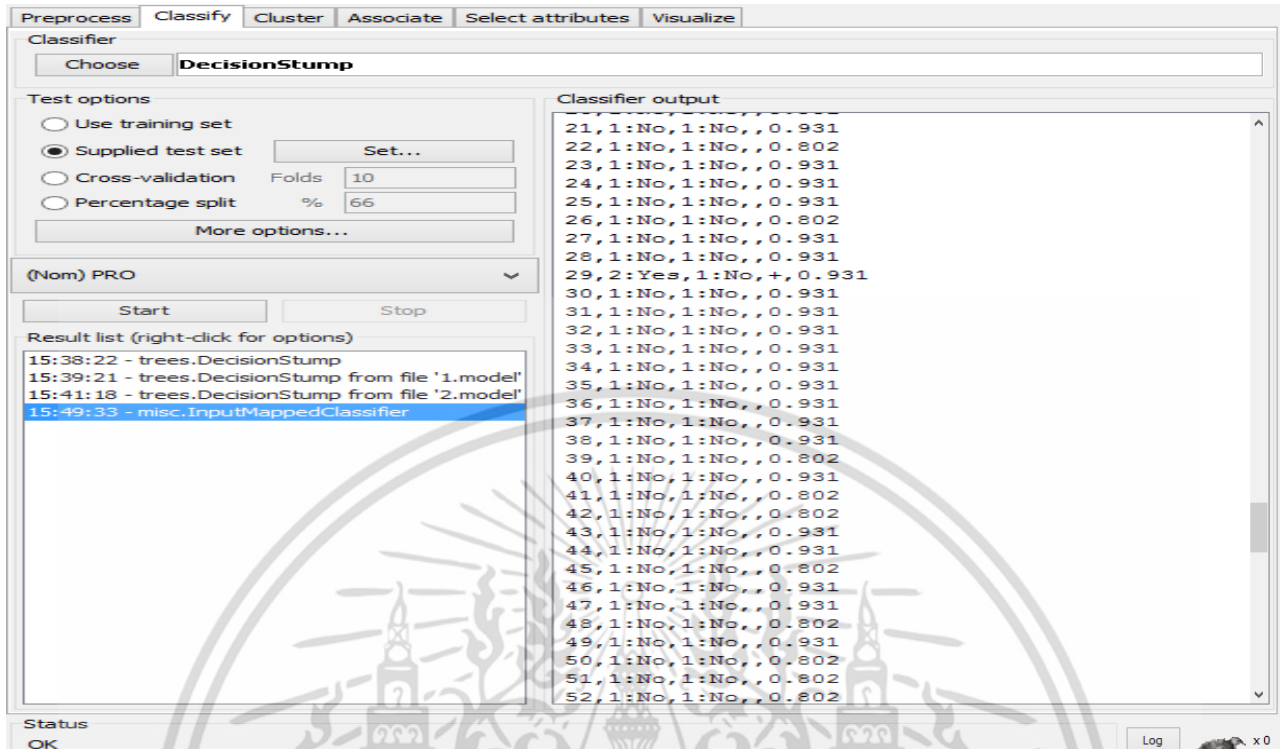 Preprocess Classify Cluster Associate Select attributes Visualize
Classifier
Choose DecisionStump
Test options
Use training set
Supplied test set Set...
Cross-validation Folds 10
Percentage split % 66
More options...
(Nom) PRO
Start Stop
Result list (right-click for options)
15:38:22 - trees.DecisionStump
15:39:21 - trees.DecisionStump from file '1.model'
15:41:18 - trees.DecisionStump from file '2.model'
15:49:33 - misc.InputMappedClassifier
Classifier output
21,1:No,1:No,,0.931
22,1:No,1:No,,0.802
23,1:No,1:No,,0.931
24,1:No,1:No,,0.931
25,1:No,1:No,,0.931
26,1:No,1:No,,0.802
27,1:No,1:No,,0.931
28,1:No,1:No,,0.931
29,2:Yes,1:No,+,0.931
30,1:No,1:No,,0.931
31,1:No,1:No,,0.931
32,1:No,1:No,,0.931
33,1:No,1:No,,0.931
34,1:No,1:No,,0.931
35,1:No,1:No,,0.931
36,1:No,1:No,,0.931
37,1:No,1:No,,0.931
38,1:No,1:No,,0.931
39,1:No,1:No,,0.802
40,1:No,1:No,,0.931
41,1:No,1:No,,0.802
42,1:No,1:No,,0.802
43,1:No,1:No,,0.931
44,1:No,1:No,,0.931
45,1:No,1:No,,0.802
46,1:No,1:No,,0.931
47,1:No,1:No,,0.931
48,1:No,1:No,,0.802
49,1:No,1:No,,0.931
50,1:No,1:No,,0.802
51,1:No,1:No,,0.802
52,1:No,1:No,,0.802
Status
OK
Log x 0